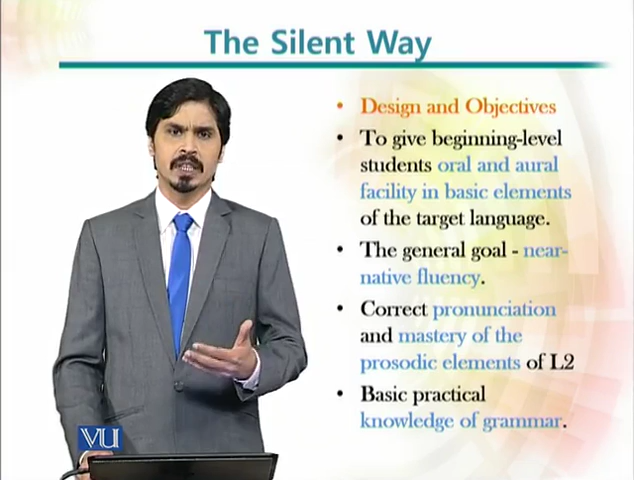 The Silent Way
• Design and Objectives
• To give beginning-level
students oral and aural
facility in basic elements
of the target language.
• The general goal - near-
native fluency.
• Correct pronunciation
and mastery of the
prosodic elements of L2
• Basic practical
knowledge of grammar.
VU